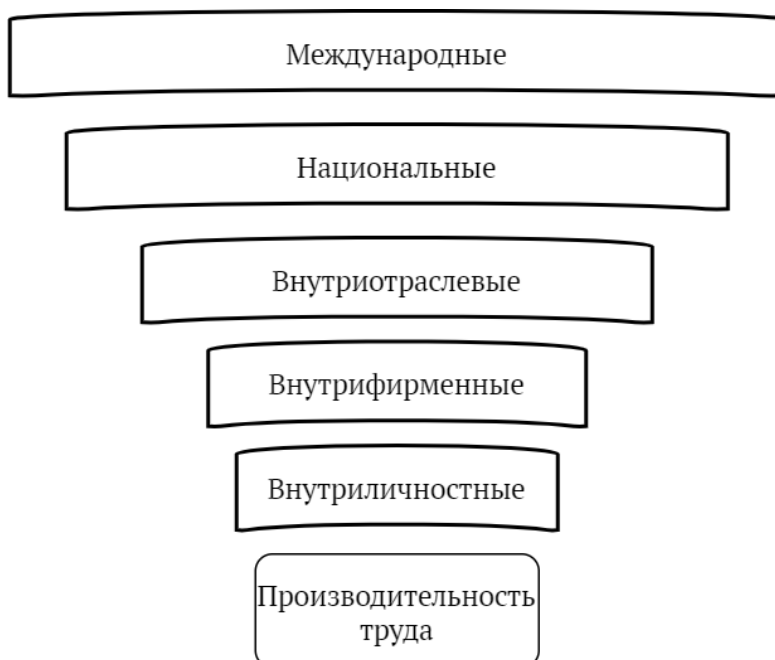 Международные
Национальные
Внутриотраслевые
Внутрифирменные
Внутриличностные
Производительность
труда